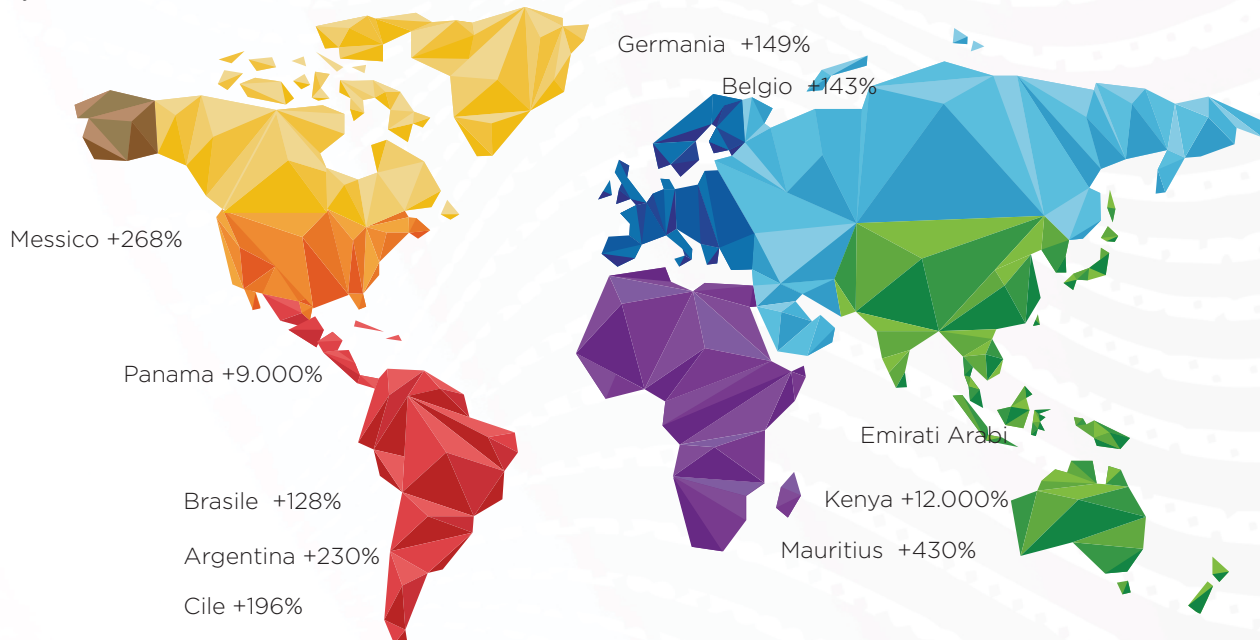 Germania +149%
Belgio +143%
Messico +268%
Panama +9.000%
Emirati Arabi
Brasile +128%
Kenya +12.000%
Argentina +230%
Mauritius +430%
Cile +196%